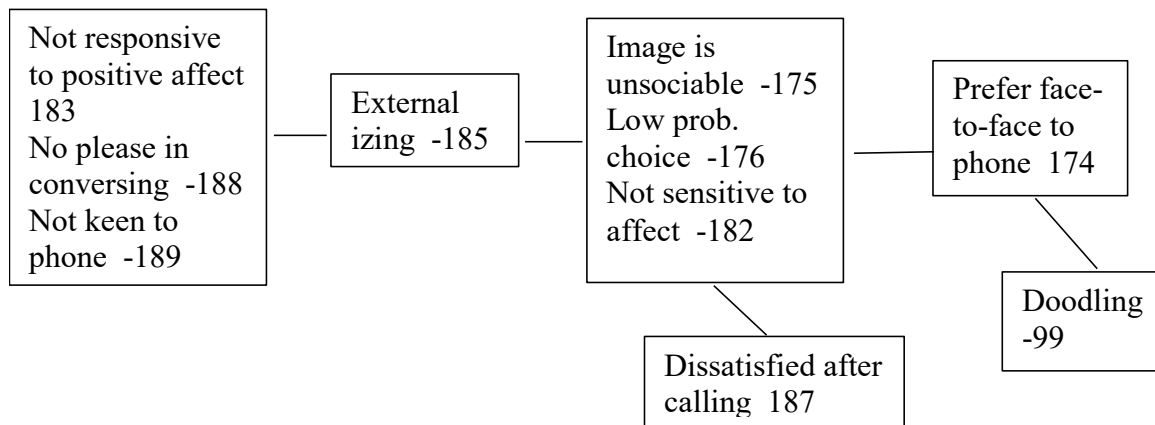 Not responsive
to positive affect
183
No please in
conversing -188
Not keen to
phone -189
External
izing -185
Image is
unsociable -175
Low prob.
choice -176
Not sensitive to
affect -182
Prefer face-
to-face to
phone 174
Doodling
-99
Dissatisfied after
calling 187